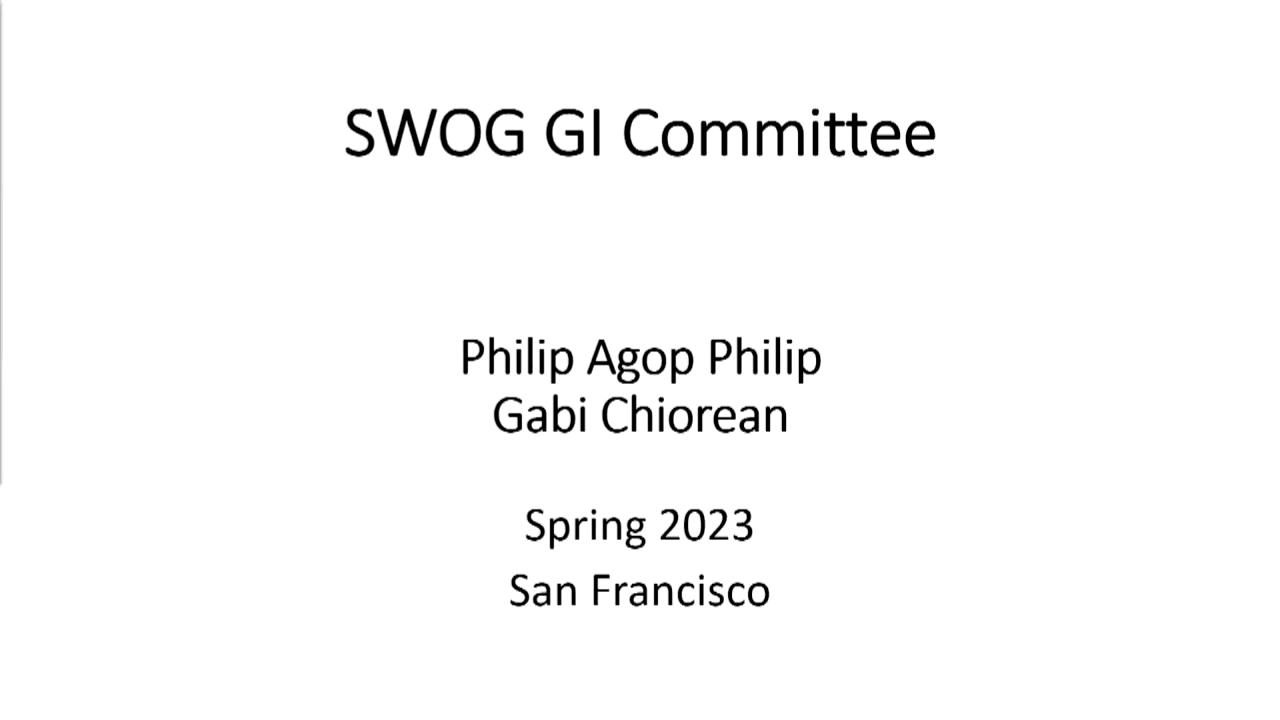 SWOG GI Committee
Philip Agop Philip
Gabi Chiorean
Spring 2023
San Francisco